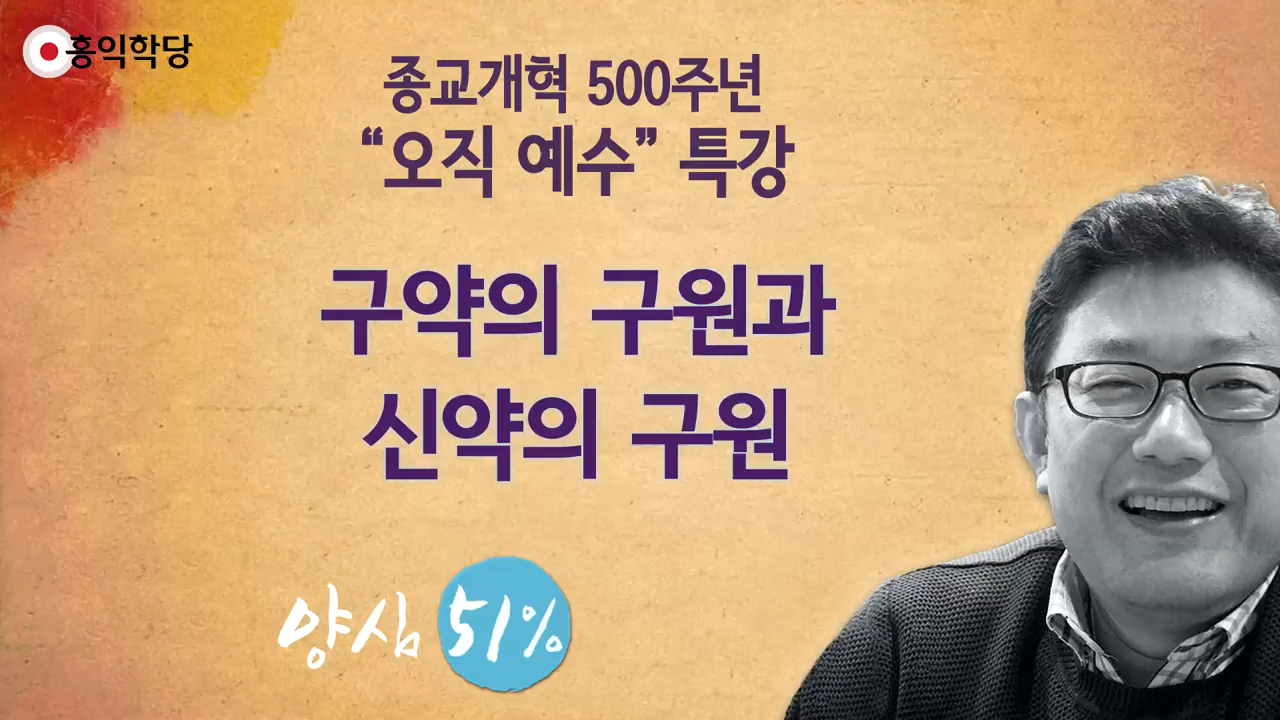 홍익학당
종교개혁 500주년
“오직 예수” 특강
구약의 구원과
신약의 구원
양심 51%